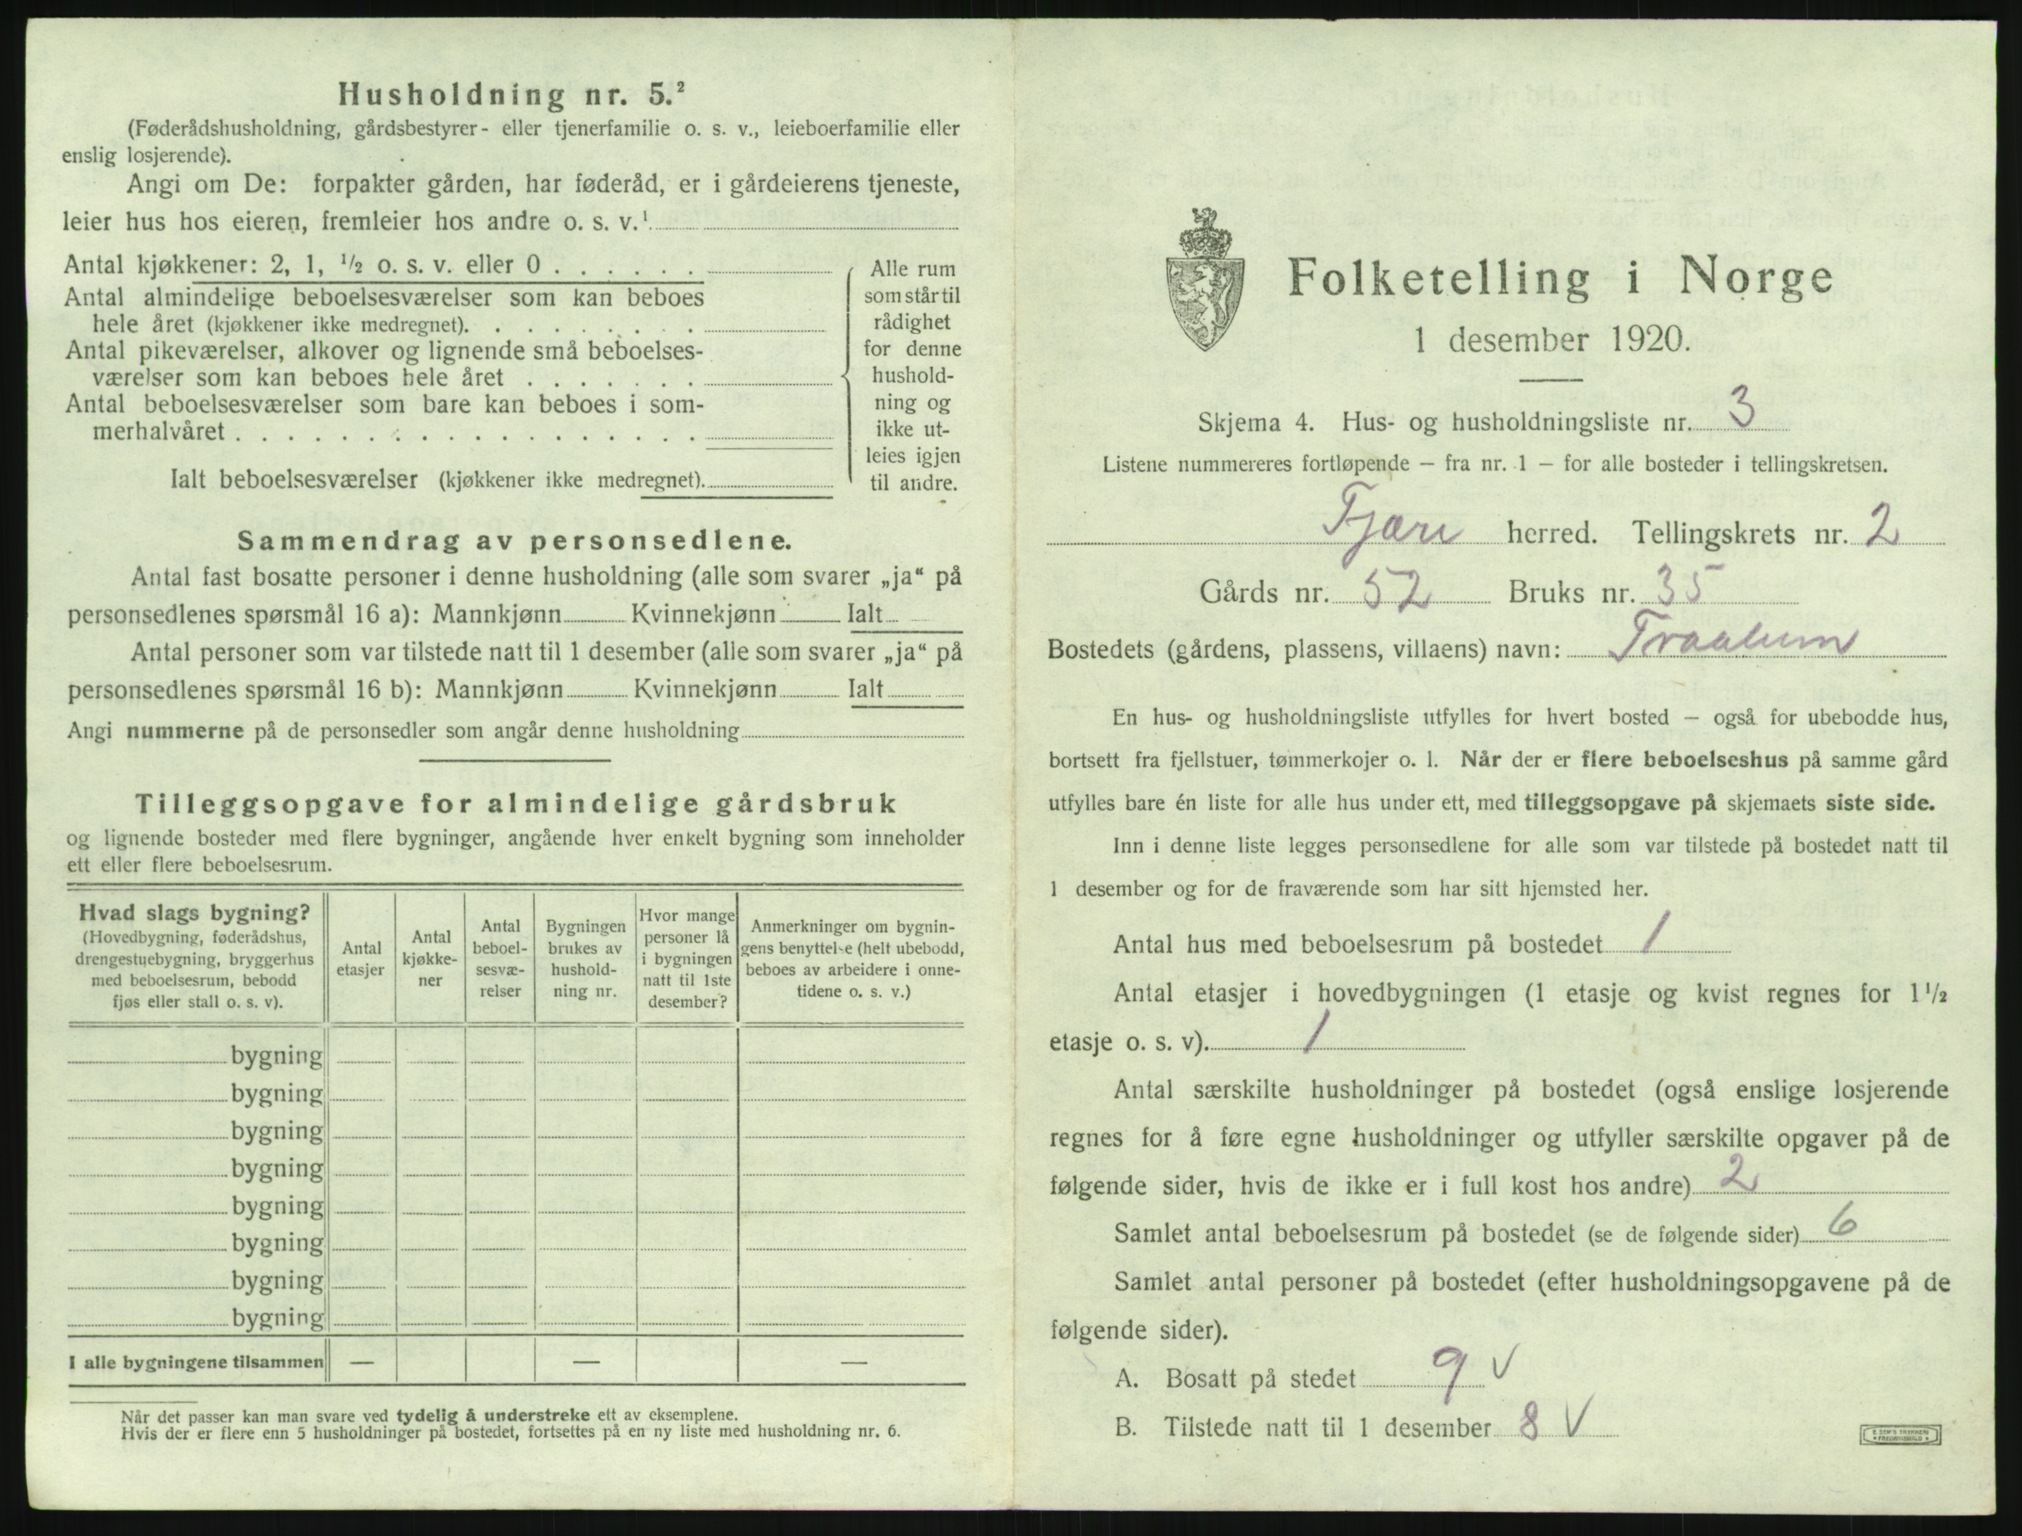 Husholdning nr. 5.²
(Føderådshusholdning, gårdsbestyrer- eller tjenerfamilie o. s. v., leieboerfamilie eller
enslig losjerende).
Angi om De: forpakter gården, har føderåd, er i gårdeierens tjeneste,
leier hus hos eieren, fremleier hos andre o. s. v.¹
Antal kjøkkener: 2, 1, ½ o. s. v. eller 0 . . . . . .
Antal almindelige beboelsesværelser som kan beboes
hele året (kjøkkener ikke medregnet). . . . . . . . .
Antal pikeværelser, alkover og lignende små beboelses-
værelser som kan beboes hele året . . . . . . .
Antal beboelsesværelser som bare kan beboes i som-
merhalvåret . . . . . . . . . . . . . . . . . .
Ialt beboelsesværelser (kjøkkener ikke medregnet).
Alle rum
som står til
rådighet
for denne
hushold-
ning og
ikke ut-
leies igjen
til andre.
Sammendrag av personsedlene.
Antal fast bosatte personer i denne husholdning (alle som svarer „ja“ på
personsedlenes spørsmål 16 a): Mannkjønn Kvinnekjønn Ialt
Antal personer som var tilstede natt til 1 desember (alle som svarer „ja“ på
personsedlenes spørsmål 16 b): Mannkjønn Kvinnekjønn Ialt
Angi nummerne på de personsedler som angår denne husholdning
Tilleggsopgave for almindelige gårdsbruk
og lignende bosteder med flere bygninger, angående hver enkelt bygning som inneholder
ett eller flere beboelsesrum.
Hvad slags bygning?
(Hovedbygning, føderådshus,
drengestuebygning, bryggerhus
med beboelsesrum, bebodd
fjøs eller stall o. s. v).
Antal
etasjer
Antal
kjøkke-
ner
Antal
beboel-
sesvæ-
relser
Bygningen
brukes av
hushold-
ning nr.
Hvor mange
personer lå
i bygningen
natt til 1ste
desember?
Anmerkninger om bygnin-
gens benyttelse (helt ubebodd,
beboes av arbeidere i onne-
tidene o. s. v.)
bygning
bygning
bygning
bygning
bygning
bygning
bygning
bygning
I alle bygningene tilsammen — — —
Når det passer kan man svare ved tydelig å understreke ett av eksemplene.
Hvis der er flere enn 5 husholdninger på bostedet, fortsettes på en ny liste med husholdning nr. 6.
Folketelling i Norge
1 desember 1920.
Skjema 4. Hus- og husholdningsliste nr. 3
Listene nummereres fortløpende – fra nr. 1 – for alle bosteder i tellingskretsen.
Fjære herred. Tellingskrets nr. 2
Gårds nr. 52 Bruks nr. 35
Bostedets (gårdens, plassens, villaens) navn: Traalum
En hus- og husholdningsliste utfylles for hvert bosted – også for ubebodde hus,
bortsett fra fjellstuer, tømmerkojer o. l. Når der er flere beboelseshus på samme gård
utfylles bare én liste for alle hus under ett, med tilleggsopgave på skjemaets siste side.
Inn i denne liste legges personsedlene for alle som var tilstede på bostedet natt til
1 desember og for de fraværende som har sitt hjemsted her.
Antal hus med beboelsesrum på bostedet 1
Antal etasjer i hovedbygningen (1 etasje og kvist regnes for 1½
etasje o. s. v). 1
Antal særskilte husholdninger på bostedet (også enslige losjerende
regnes for å føre egne husholdninger og utfyller særskilte opgaver på de
følgende sider, hvis de ikke er i full kost hos andre) 2
Samlet antal beboelsesrum på bostedet (se de følgende sider) 6
Samlet antal personer på bostedet (efter husholdningsopgavene på de
følgende sider).
A. Bosatt på stedet 9 V
B. Tilstede natt til 1 desember 8 V